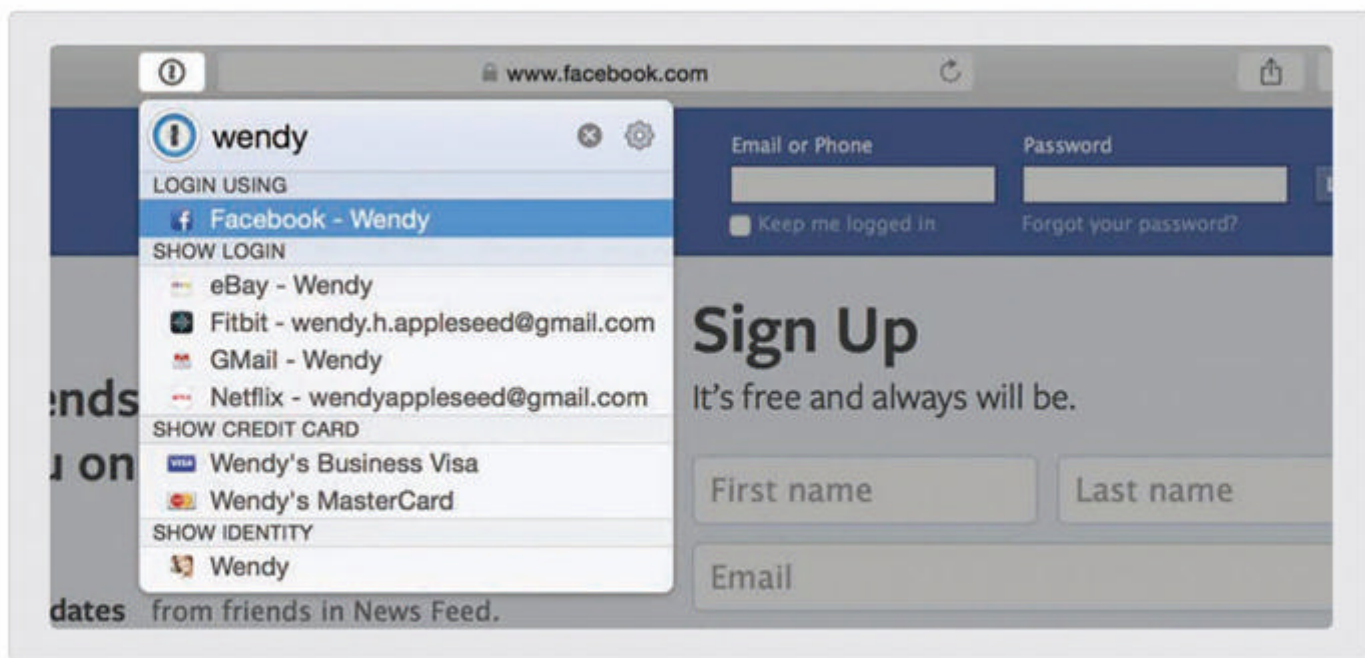 www.facebook.com
wendy
LOGIN USING
Facebook - Wendy
SHOW LOGIN
eBay - Wendy
Fitbit - wendy.h.appleseed@gmail.com
GMail - Wendy
Netflix - wendyappleseed@gmail.com
SHOW CREDIT CARD
VISA Wendy's Business Visa
Wendy's MasterCard
SHOW IDENTITY
Wendy
Email or Phone
Password
Keep me logged in
Forgot your password?
Sign Up
It's free and always will be.
First name
Last name
Email
ends
u on
dates from friends in News Feed.